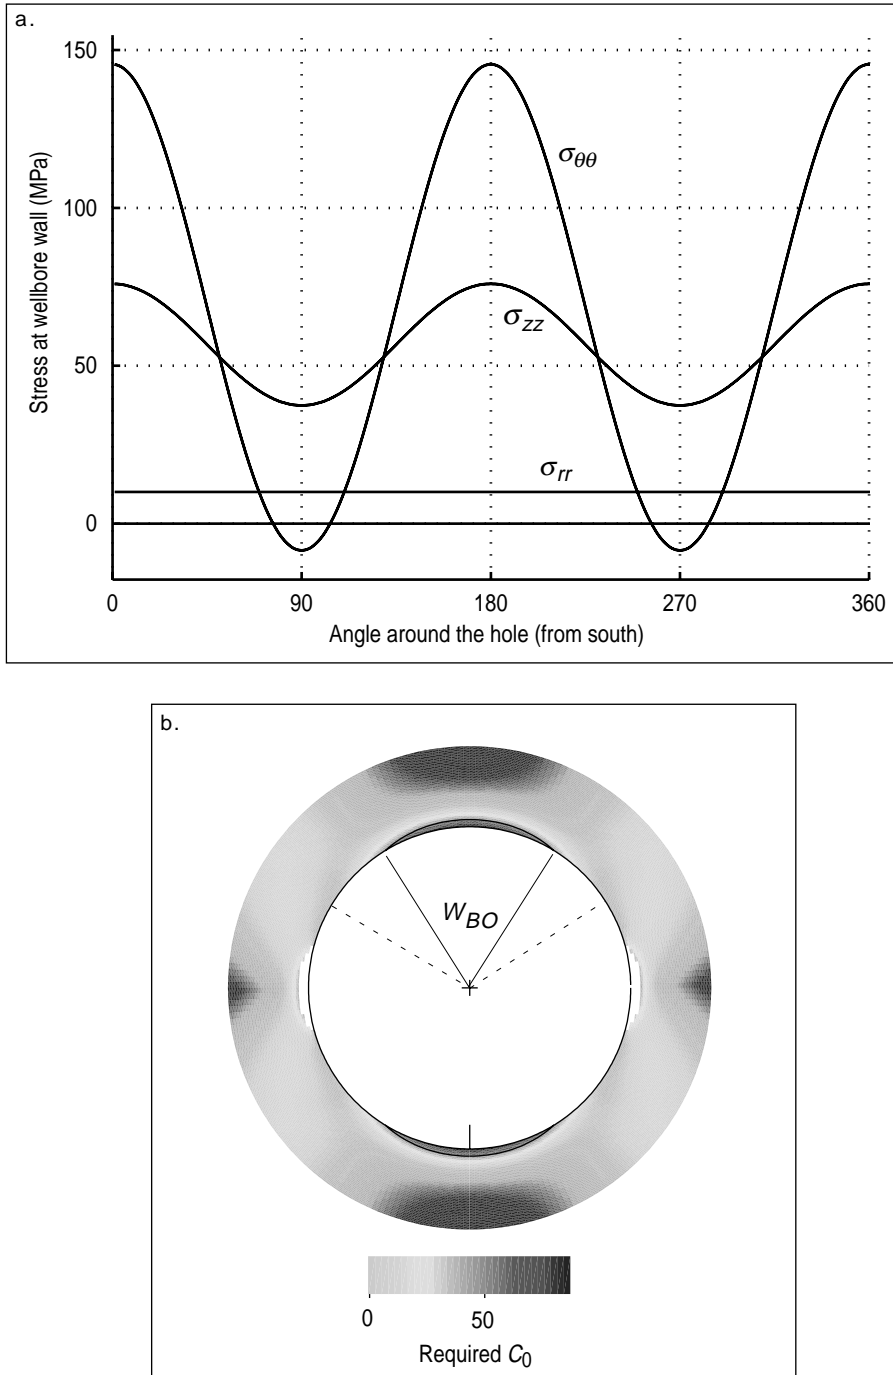 a.
150
100
50
0
Stress at wellbore wall (MPa)
σθθ
σzz
σrr
0 90 180 270 360
Angle around the hole (from south)
b.
WBO
0 50
Required C0